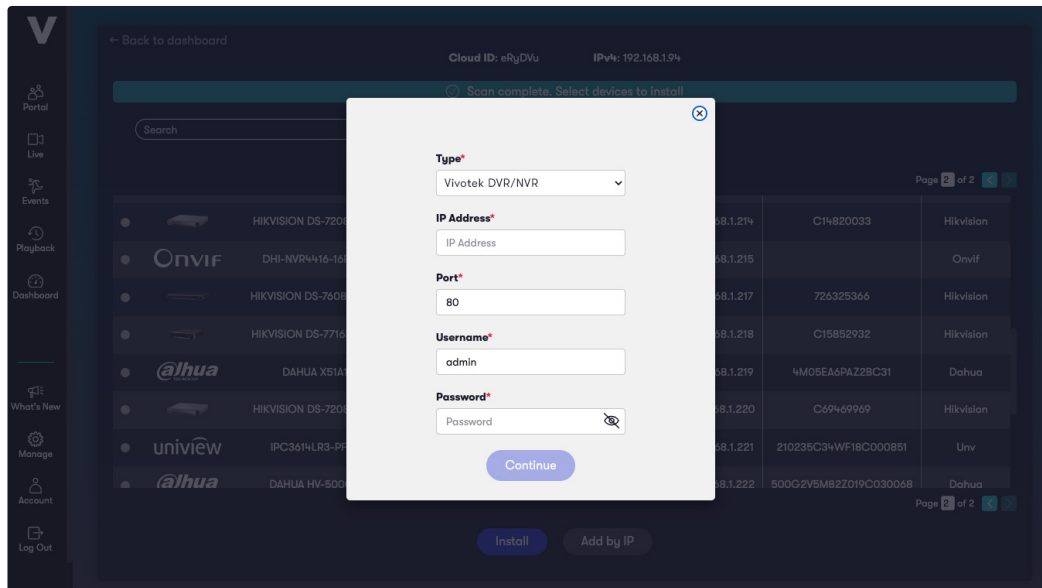 V
← Back to dashboard
Cloud ID: eRyDVu IPv4: 192.168.1.94
Scan complete. Select devices to install
Portal
Search
Live
Type*
Page 2 of 2
Vivotek DVR/NVR
Events
IP Address*
HIKVISION DS-7208 68.1.214 C14820033 Hikvision
IP Address
Playback
ONVIF DHI-NVR4416-16 68.1.215 Onvif
Port*
Dashboard
HIKVISION DS-7608 68.1.217 726325366 Hikvision
80
HIKVISION DS-7716 68.1.218 C15852932 Hikvision
Username*
admin
alhua DAHUA X51A 68.1.219 4M05EA6PAZ2BC31 Dahua
What's New
Password*
HIKVISION DS-7208 68.1.220 C69469969 Hikvision
Password
Manage
uniview IPC3614LR3-PF 68.1.221 210235C34WF18C000851 Unv
Continue
alhua DAHUA HV-500 68.1.222 500G2V5M82Z019C030068 Dahua
Account
Page 2 of 2
Log Out
Install Add by IP